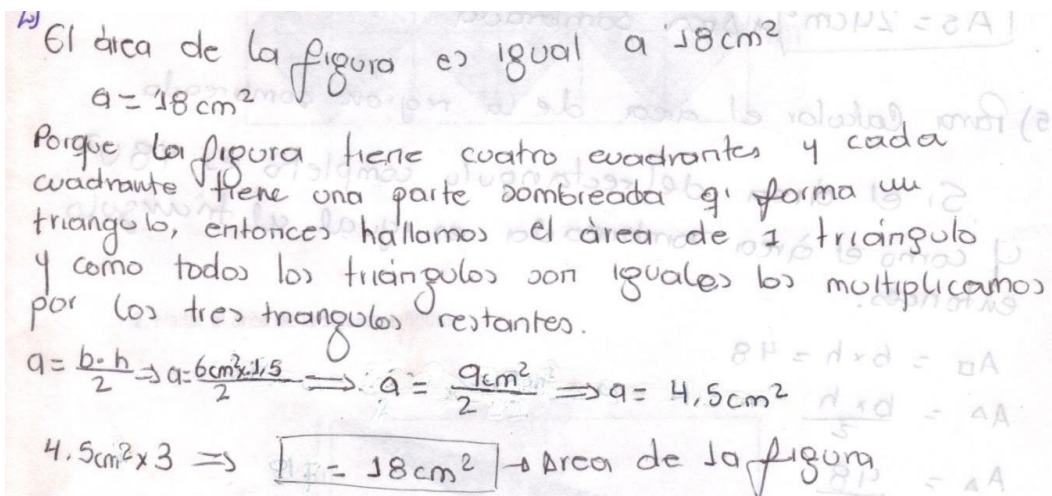 b)
El área de la figura es igual a 18cm²
a = 18 cm²
Porque la figura tiene cuatro cuadrantes y cada
cuadrante tiene una parte sombreada q' forma un
triangulo, entonces hallamos el àrea de 1 triángulo
y como todos los triángulos son iguales los multiplicamos
por los tres triangulos restantes.
a = b·h/2 ⇒ a = 6cm²x1,5/2 ⟹ a = 9cm²/2 ⟹ a = 4,5cm²
4.5cm² x 3 ⇒ = 18cm² → Area de la figura